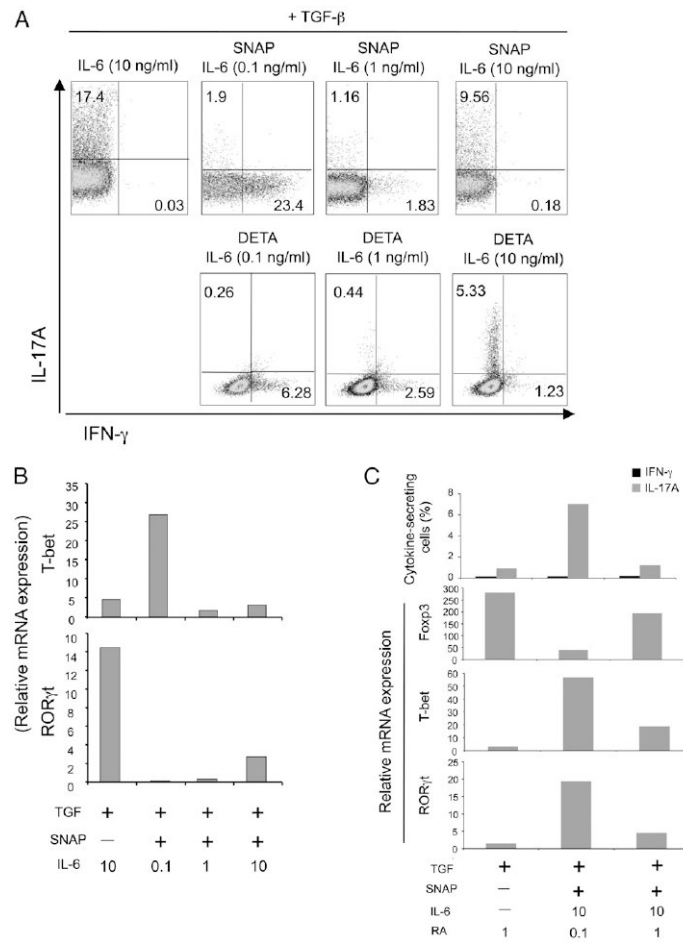 A
+ TGF-β
IL-6 (10 ng/ml)
SNAP
IL-6 (0.1 ng/ml)
SNAP
IL-6 (1 ng/ml)
SNAP
IL-6 (10 ng/ml)
17.4
0.03
1.9
23.4
1.16
1.83
9.56
0.18
DETA
IL-6 (0.1 ng/ml)
DETA
IL-6 (1 ng/ml)
DETA
IL-6 (10 ng/ml)
0.26
6.28
0.44
2.59
5.33
1.23
IL-17A
IFN-γ
B
(Relative mRNA expression)
T-bet
35
30
25
20
15
10
5
0
RORγt
14
12
10
8
6
4
2
0
TGF + + + +
SNAP — + + +
IL-6 10 0.1 1 10
C
IFN-γ
IL-17A
Cytokine-secreting
cells (%)
8
6
4
2
0
Relative mRNA expression
Foxp3
300
250
200
150
100
50
0
T-bet
60
40
20
0
RORγt
25
20
15
10
5
0
TGF + + +
SNAP — + +
IL-6 — 10 10
RA 1 0.1 1